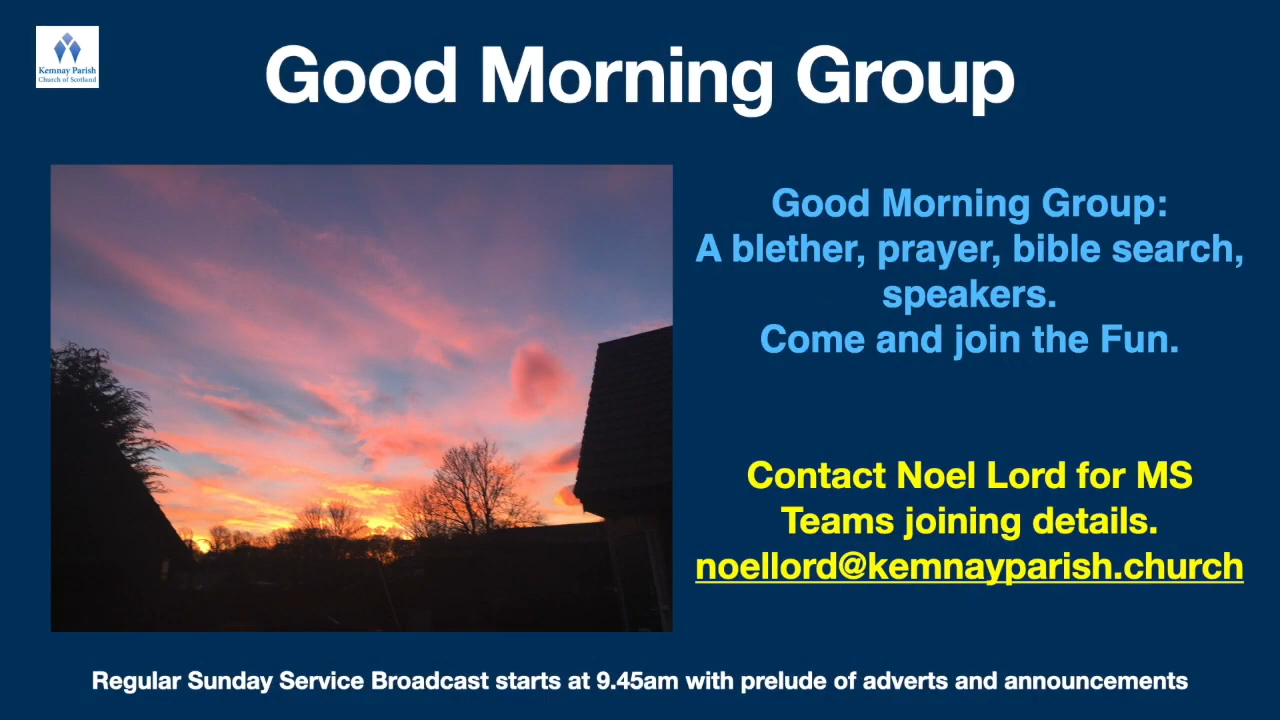 Kemnay Parish
Church of Scotland
Good Morning Group
Good Morning Group:
A blether, prayer, bible search,
speakers.
Come and join the Fun.
Contact Noel Lord for MS
Teams joining details.
noellord@kemnayparish.church
Regular Sunday Service Broadcast starts at 9.45am with prelude of adverts and announcements